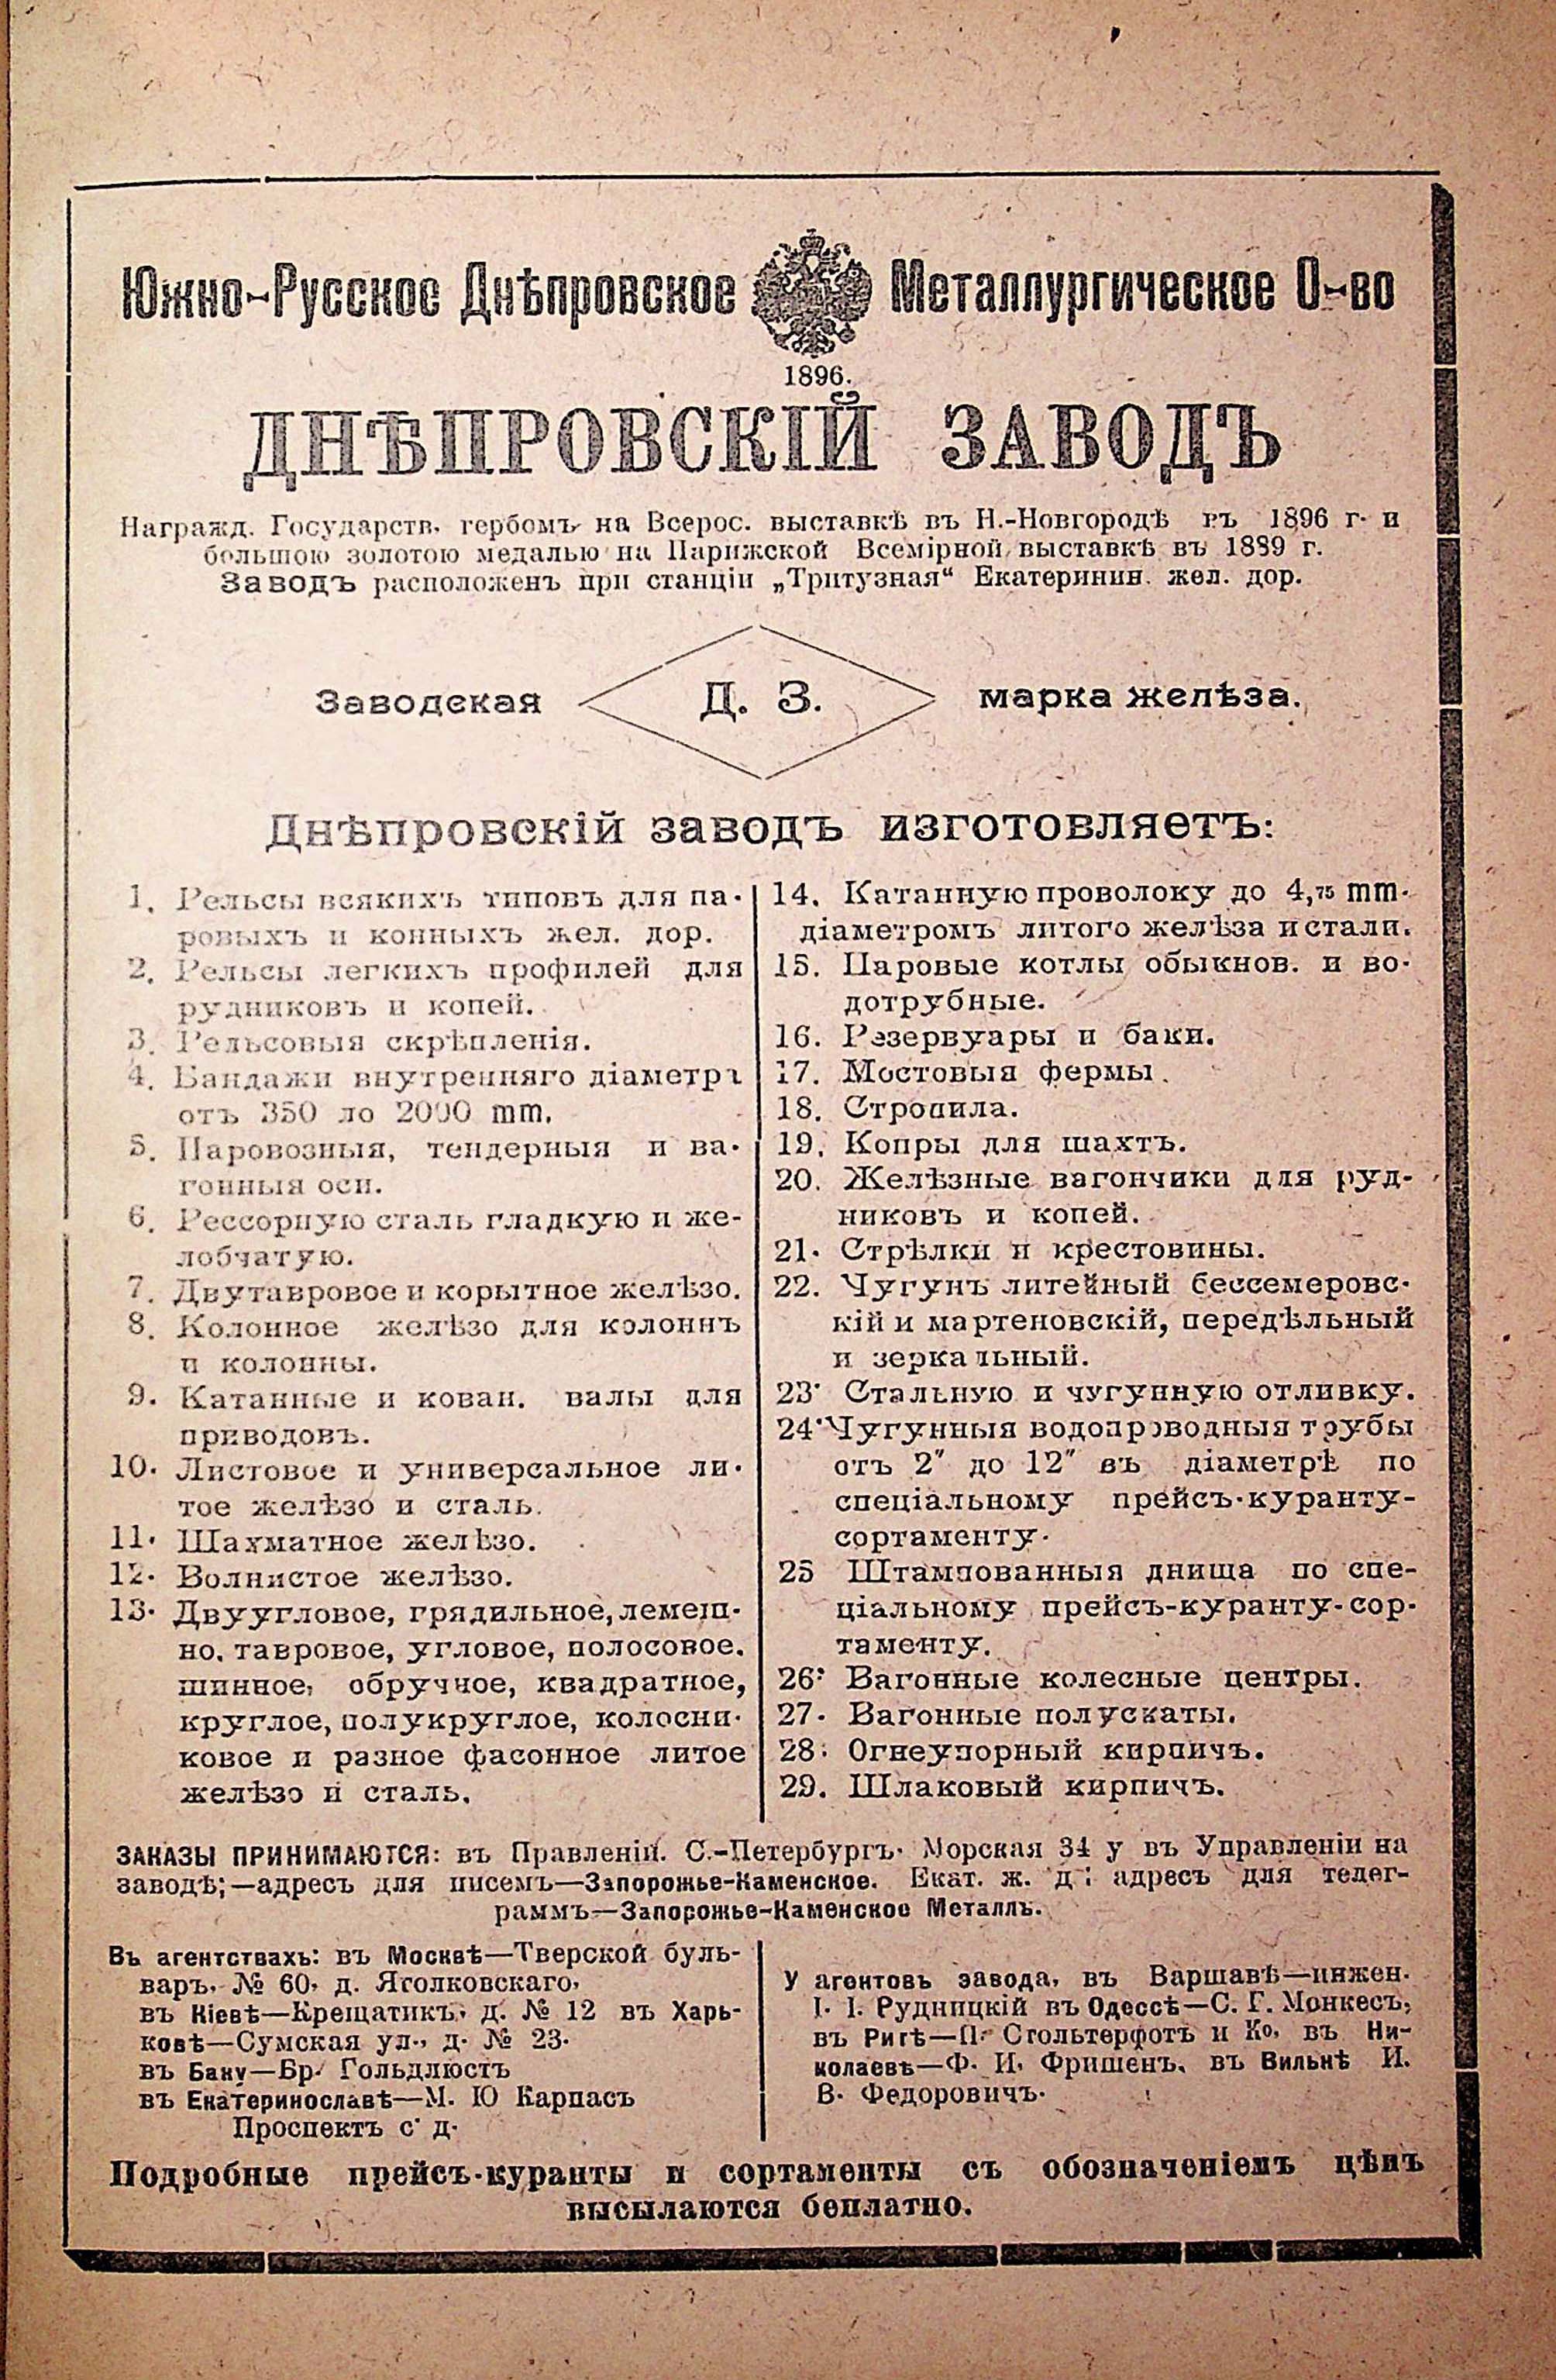 Южно-Русское Днѣпровское Металлургическое О-во
1896.
ДНѢПРОВСКІЙ ЗАВОДЪ
Награжд. Государств. гербомъ на Всерос. выставкѣ въ Н.-Новгородѣ въ 1896 г. и
большою золотою медалью на Парижской Всемірной выставкѣ въ 1889 г.
Заводъ расположенъ при станціи „Тритузная“ Екатеринин. жел. дор.
Заводская Д. З. марка желѣза.
Днѣпровскій заводъ изготовляетъ:
1. Рельсы всякихъ типовъ для па-
ровыхъ и конныхъ жел. дор.
2. Рельсы легкихъ профилей для
рудниковъ и копей.
3. Рельсовыя скрѣпленія.
4. Бандажи внутренняго діаметра
отъ 350 до 2000 mm.
5. Паровозныя, тендерныя и ва-
гонныя оси.
6. Рессорную сталь гладкую и же-
лобчатую.
7. Двутавровое и корытное желѣзо.
8. Колонное желѣзо для колоннъ
и колонны.
9. Катанные и кован. валы для
приводовъ.
10. Листовое и универсальное ли-
тое желѣзо и сталь.
11. Шахматное желѣзо.
12. Волнистое желѣзо.
13. Двуугловое, грядильное, лемеш-
но, тавровое, угловое, полосовое,
шинное, обручное, квадратное,
круглое, полукруглое, колосни-
ковое и разное фасонное литое
желѣзо и сталь.
14. Катанную проволоку до 4,75 mm.
діаметромъ литого желѣза и стали.
15. Паровые котлы обыкнов. и во-
дотрубные.
16. Резервуары и баки.
17. Мостовыя фермы.
18. Стропила.
19. Копры для шахтъ.
20. Желѣзные вагончики для руд-
никовъ и копей.
21. Стрѣлки и крестовины.
22. Чугунъ литейный бессемеровс-
кій и мартеновскій, передѣльный
и зеркальный.
23. Стальную и чугунную отливку.
24. Чугунныя водопроводныя трубы
отъ 2″ до 12″ въ діаметрѣ по
спеціальному прейсъ-куранту-
сортаменту.
25 Штампованныя днища по спе-
ціальному прейсъ-куранту-сор-
таменту.
26. Вагонные колесные центры.
27. Вагонные полускаты.
28. Огнеупорный кирпичъ.
29. Шлаковый кирпичъ.
ЗАКАЗЫ ПРИНИМАЮТСЯ: въ Правленіи. С.-Петербургъ. Морская 34 у въ Управленіи на
заводѣ;—адресъ для писемъ—Запорожье-Каменское. Екат. ж. д.; адресъ для телег-
раммъ—Запорожье-Каменское Металлъ.
Въ агентствахъ: въ Москвѣ—Тверской буль-
варъ, № 60, д. Яголковскаго,
въ Кіевѣ—Крещатикъ, д. № 12 въ Харь-
ковѣ—Сумская ул., д. № 23.
въ Баку—Бр. Гольдлюстъ
въ Екатеринославѣ—М. Ю Карпасъ
Проспектъ с. д.
У агентовъ завода, въ Варшавѣ—инжен.
І. І. Рудницкій въ Одессѣ—С. Г. Монкесъ,
въ Ригѣ—П. Стольтерфотъ и Ко, въ Ни-
колаевѣ—Ф. И. Фришенъ, въ Вильнѣ И.
В. Федоровичъ.
Подробные прейсъ-куранты и сортаменты съ обозначеніемъ цѣнъ
высылаются беплатно.